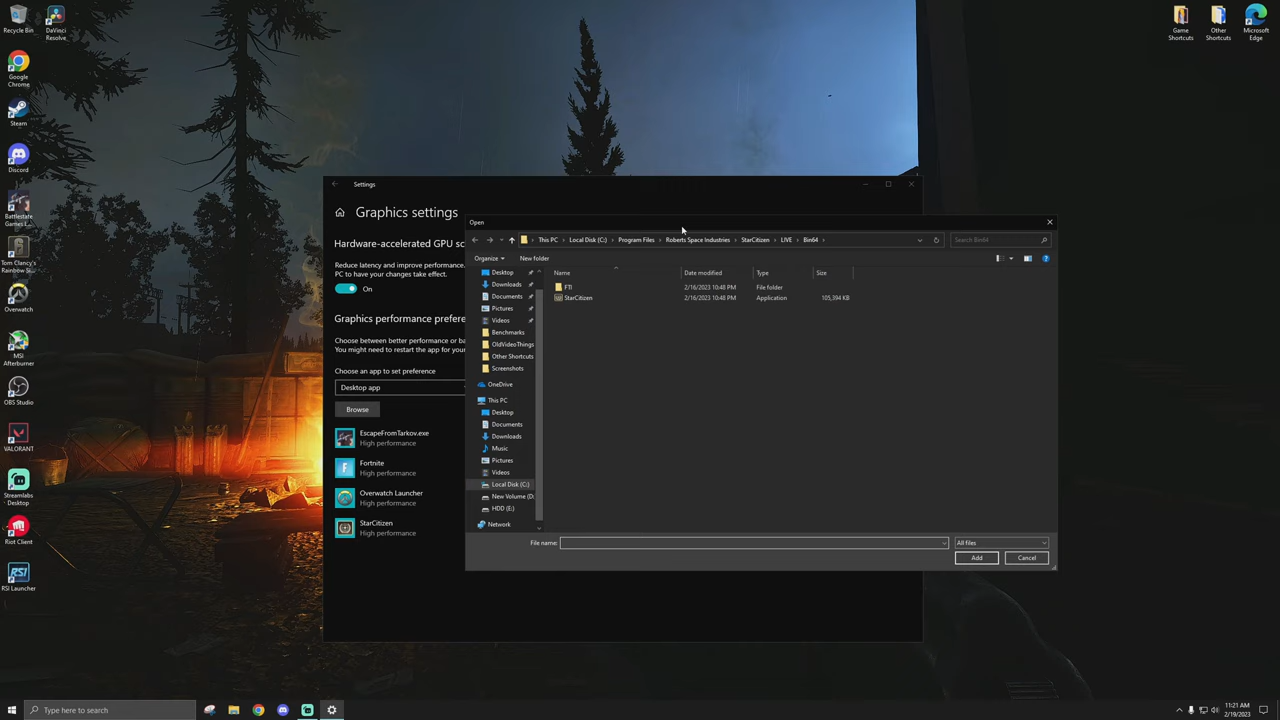 Recycle Bin
DaVinci
Resolve
Google
Chrome
Steam
Discord
Battlestate
Games L...
Tom Clancy's
Rainbow Si...
Overwatch
MSI
Afterburner
OBS Studio
VALORANT
Streamlabs
Desktop
Riot Client
RSI
RSI Launcher
Game
Shortcuts
Other
Shortcuts
Microsoft
Edge
Settings
Graphics settings
Hardware-accelerated GPU sc
Reduce latency and improve performance.
PC to have your changes take effect.
On
Graphics performance prefere
Choose between better performance or ba
You might need to restart the app for your
Choose an app to set preference
Desktop app
Browse
EscapeFromTarkov.exe
High performance
Fortnite
High performance
Overwatch Launcher
High performance
StarCitizen
High performance
Open
This PC > Local Disk (C:) > Program Files > Roberts Space Industries > StarCitizen > LIVE > Bin64 >
Search Bin64
Organize
New folder
Name Date modified Type Size
FTI 2/16/2023 10:48 PM File folder
StarCitizen 2/16/2023 10:48 PM Application 105,394 KB
Desktop
Downloads
Documents
Pictures
Videos
Benchmarks
OldVideoThings
Other Shortcuts
Screenshots
OneDrive
This PC
Desktop
Documents
Downloads
Music
Pictures
Videos
Local Disk (C:)
New Volume (D:
HDD (E:)
Network
File name:
All files
Add
Cancel
Type here to search
11:21 AM
2/19/2023